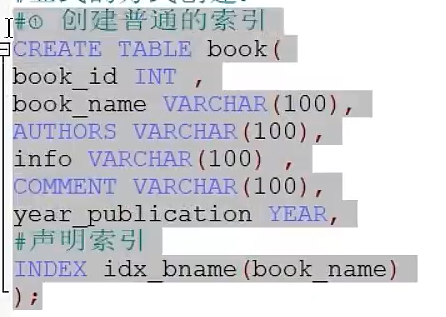 #① 创建普通的索引
CREATE TABLE book(
book_id INT ,
book_name VARCHAR(100),
AUTHORS VARCHAR(100),
info VARCHAR(100) ,
COMMENT VARCHAR(100),
year_publication YEAR,
#声明索引
INDEX idx_bname(book_name)
);